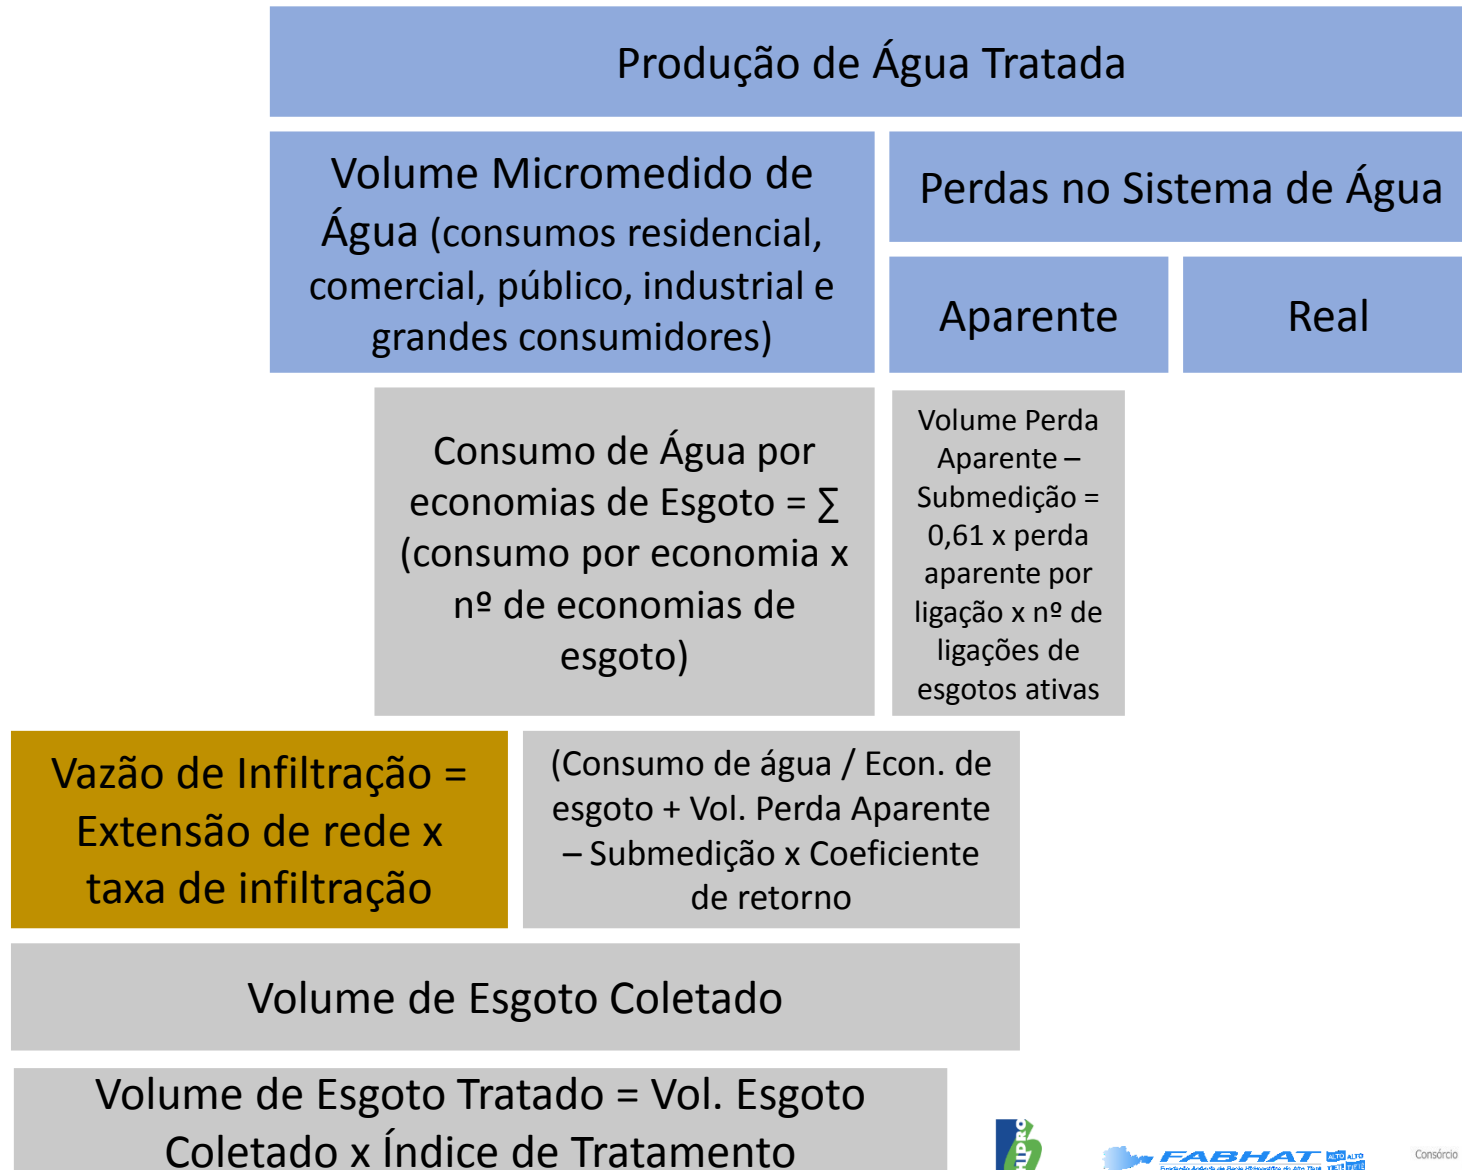 Produção de Água Tratada
Volume Micromedido de
Água (consumos residencial,
comercial, público, industrial e
grandes consumidores)
Perdas no Sistema de Água
Aparente
Real
Consumo de Água por
economias de Esgoto = ∑
(consumo por economia x
nº de economias de
esgoto)
Volume Perda
Aparente –
Submedição =
0,61 x perda
aparente por
ligação x nº de
ligações de
esgotos ativas
Vazão de Infiltração =
Extensão de rede x
taxa de infiltração
(Consumo de água / Econ. de
esgoto + Vol. Perda Aparente
– Submedição x Coeficiente
de retorno
Volume de Esgoto Coletado
Volume de Esgoto Tratado = Vol. Esgoto
Coletado x Índice de Tratamento
HIDRO
FABHAT
Consórcio